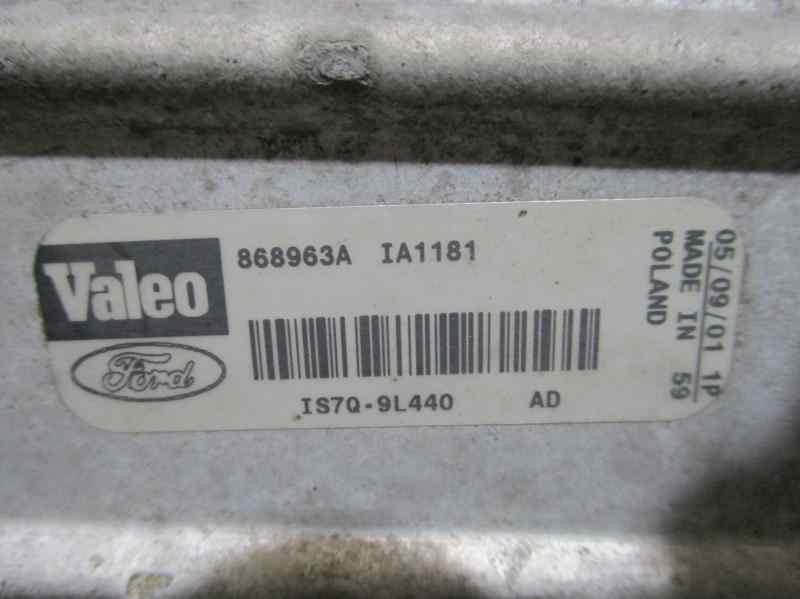 Valeo
868963A IA1181
Ford
IS7Q-9L440 AD
05/09/01 1P
MADE IN 59
POLAND